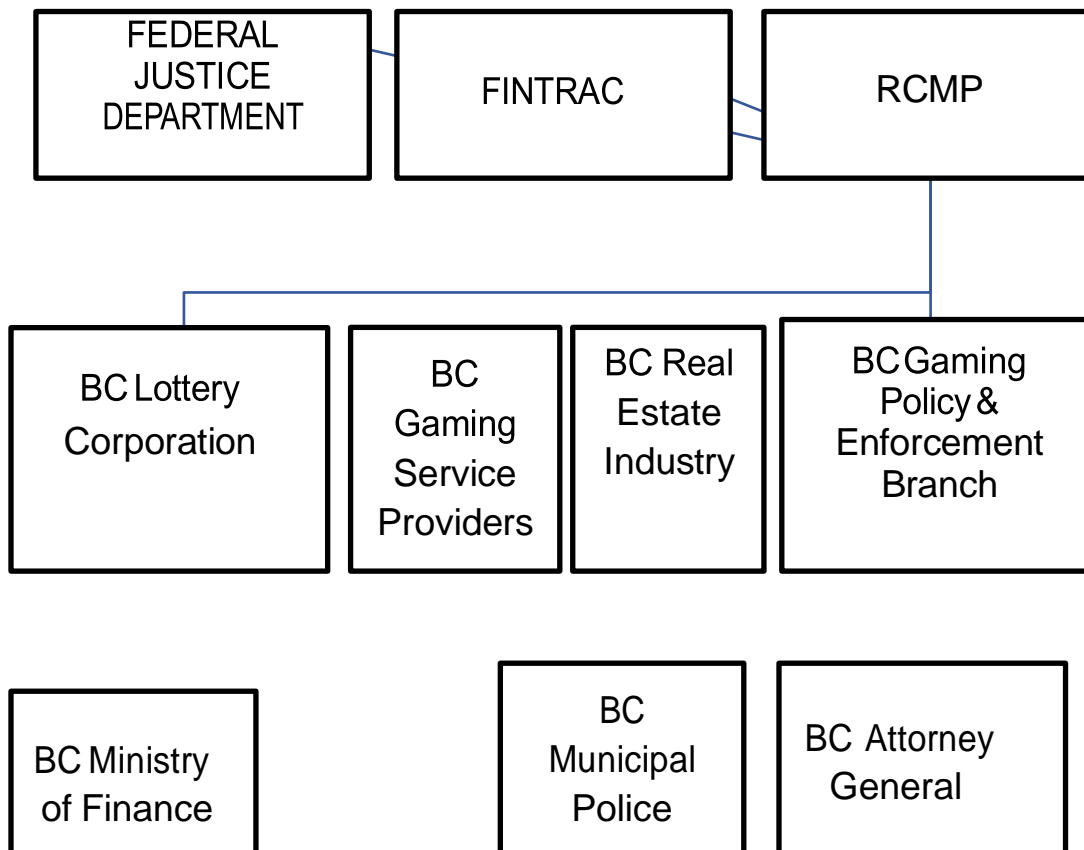 FEDERAL
JUSTICE
DEPARTMENT
FINTRAC
RCMP
BC Lottery
Corporation
BC
Gaming
Service
Providers
BC Real
Estate
Industry
BC Gaming
Policy &
Enforcement
Branch
BC Ministry
of Finance
BC
Municipal
Police
BC Attorney
General